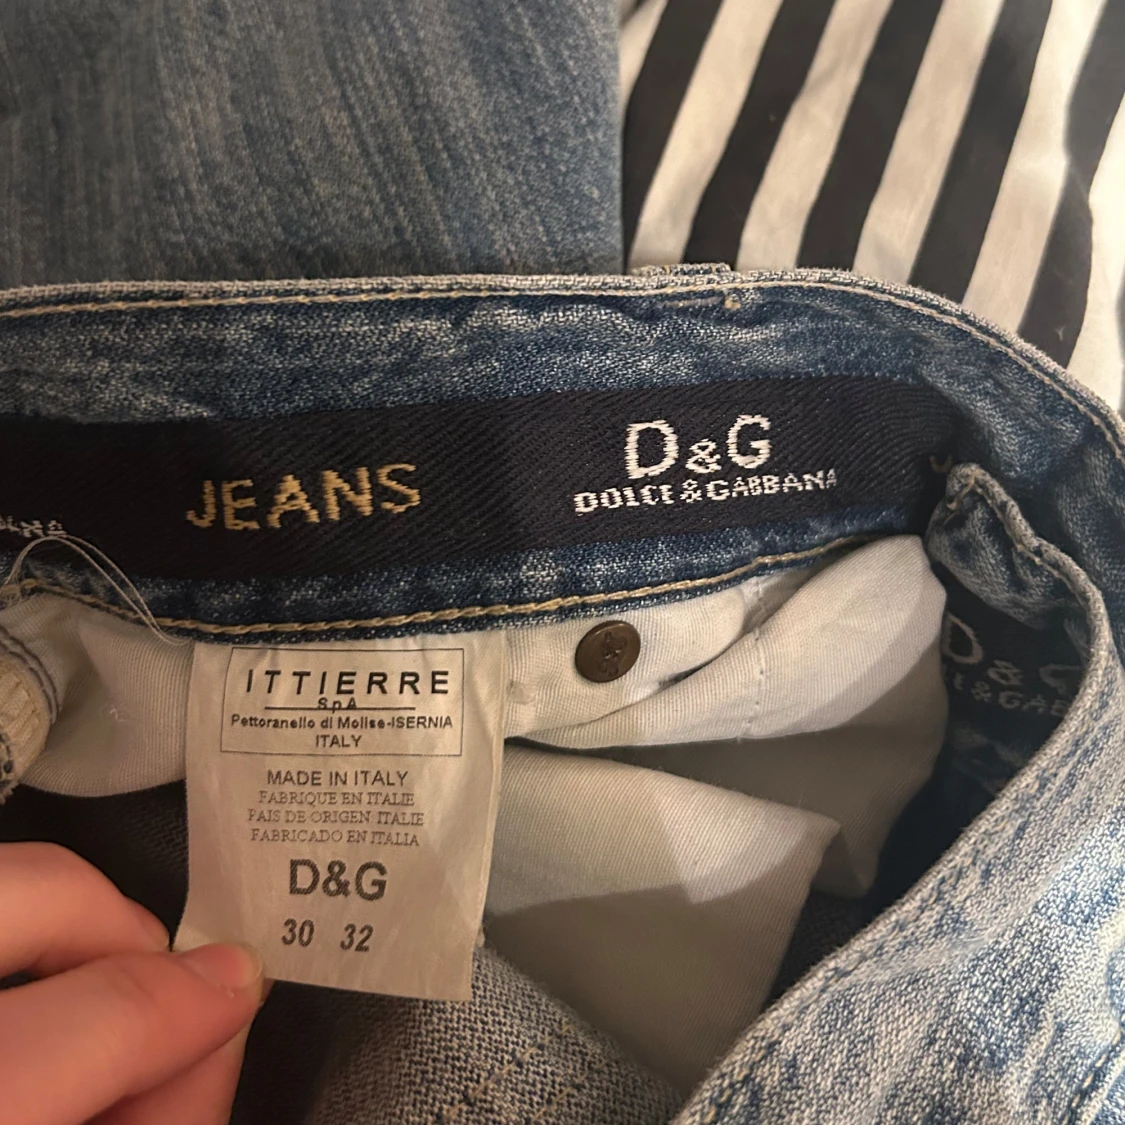 JEANS
D&G
DOLCE & GABBANA
ITTIERRE
SpA
Pettoranello di Molise-ISERNIA
ITALY
MADE IN ITALY
FABRIQUE EN ITALIE
PAIS DE ORIGEN ITALIE
FABRICADO EN ITALIA
D&G
30 32
D&G